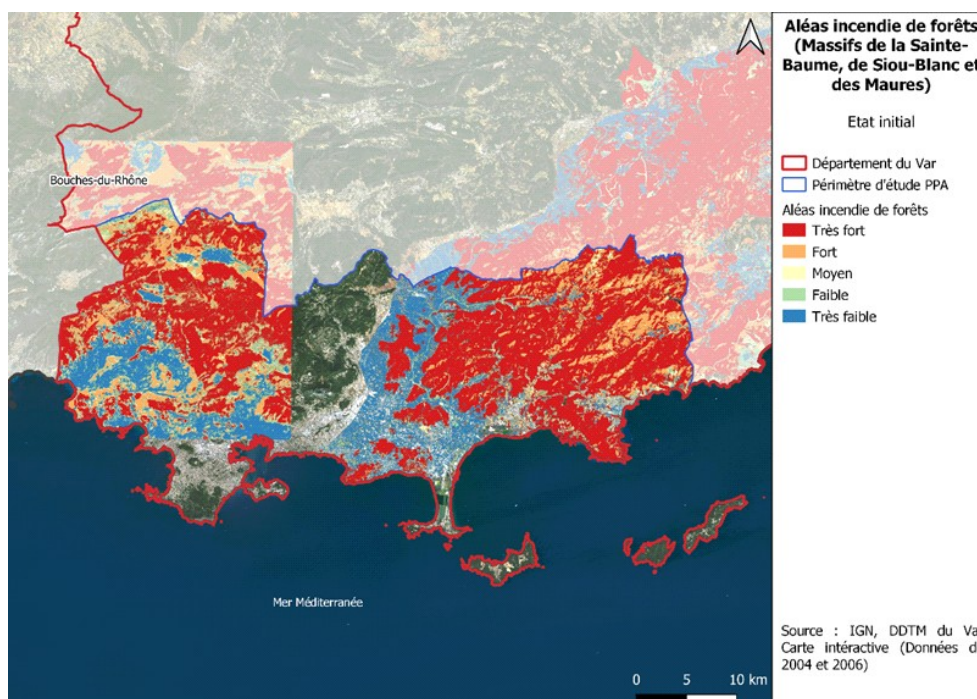 Aléas incendie de forêts
(Massifs de la Sainte-
Baume, de Siou-Blanc et
des Maures)
Etat initial
Département du Var
Périmètre d'étude PPA
Aléas incendie de forêts
Très fort
Fort
Moyen
Faible
Très faible
Bouches-du-Rhône
Mer Méditerranée
0 5 10 km
Source : IGN, DDTM du Va
Carte intéractive (Données d
2004 et 2006)